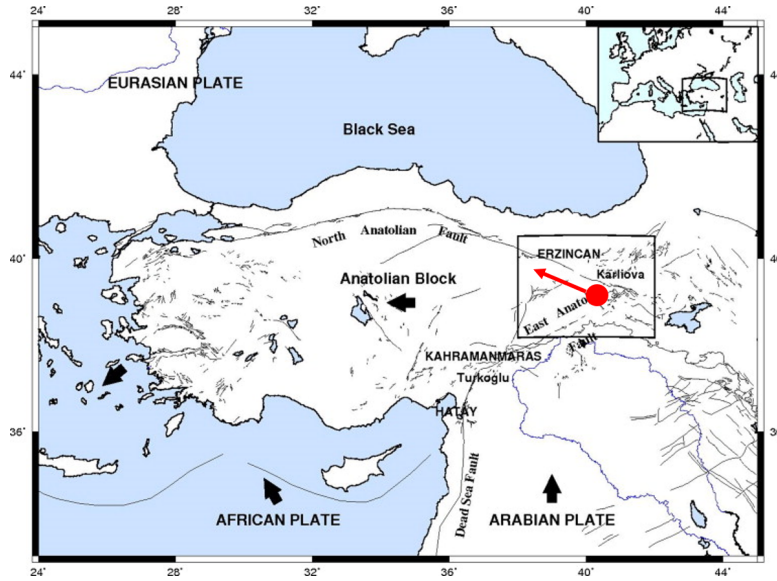 24˚ 28˚ 32˚ 36˚ 40˚ 44˚
44˚
EURASIAN PLATE
Black Sea
40˚ 40˚
North Anatolian Fault
ERZINCAN
Karliova
Anatolian Block
East Anato
Fault
KAHRAMANMARAS
Turkoglu
HATAY
36˚
Dead Sea Fault
AFRICAN PLATE
ARABIAN PLATE
24˚ 28˚ 32˚ 36˚ 40˚ 44˚